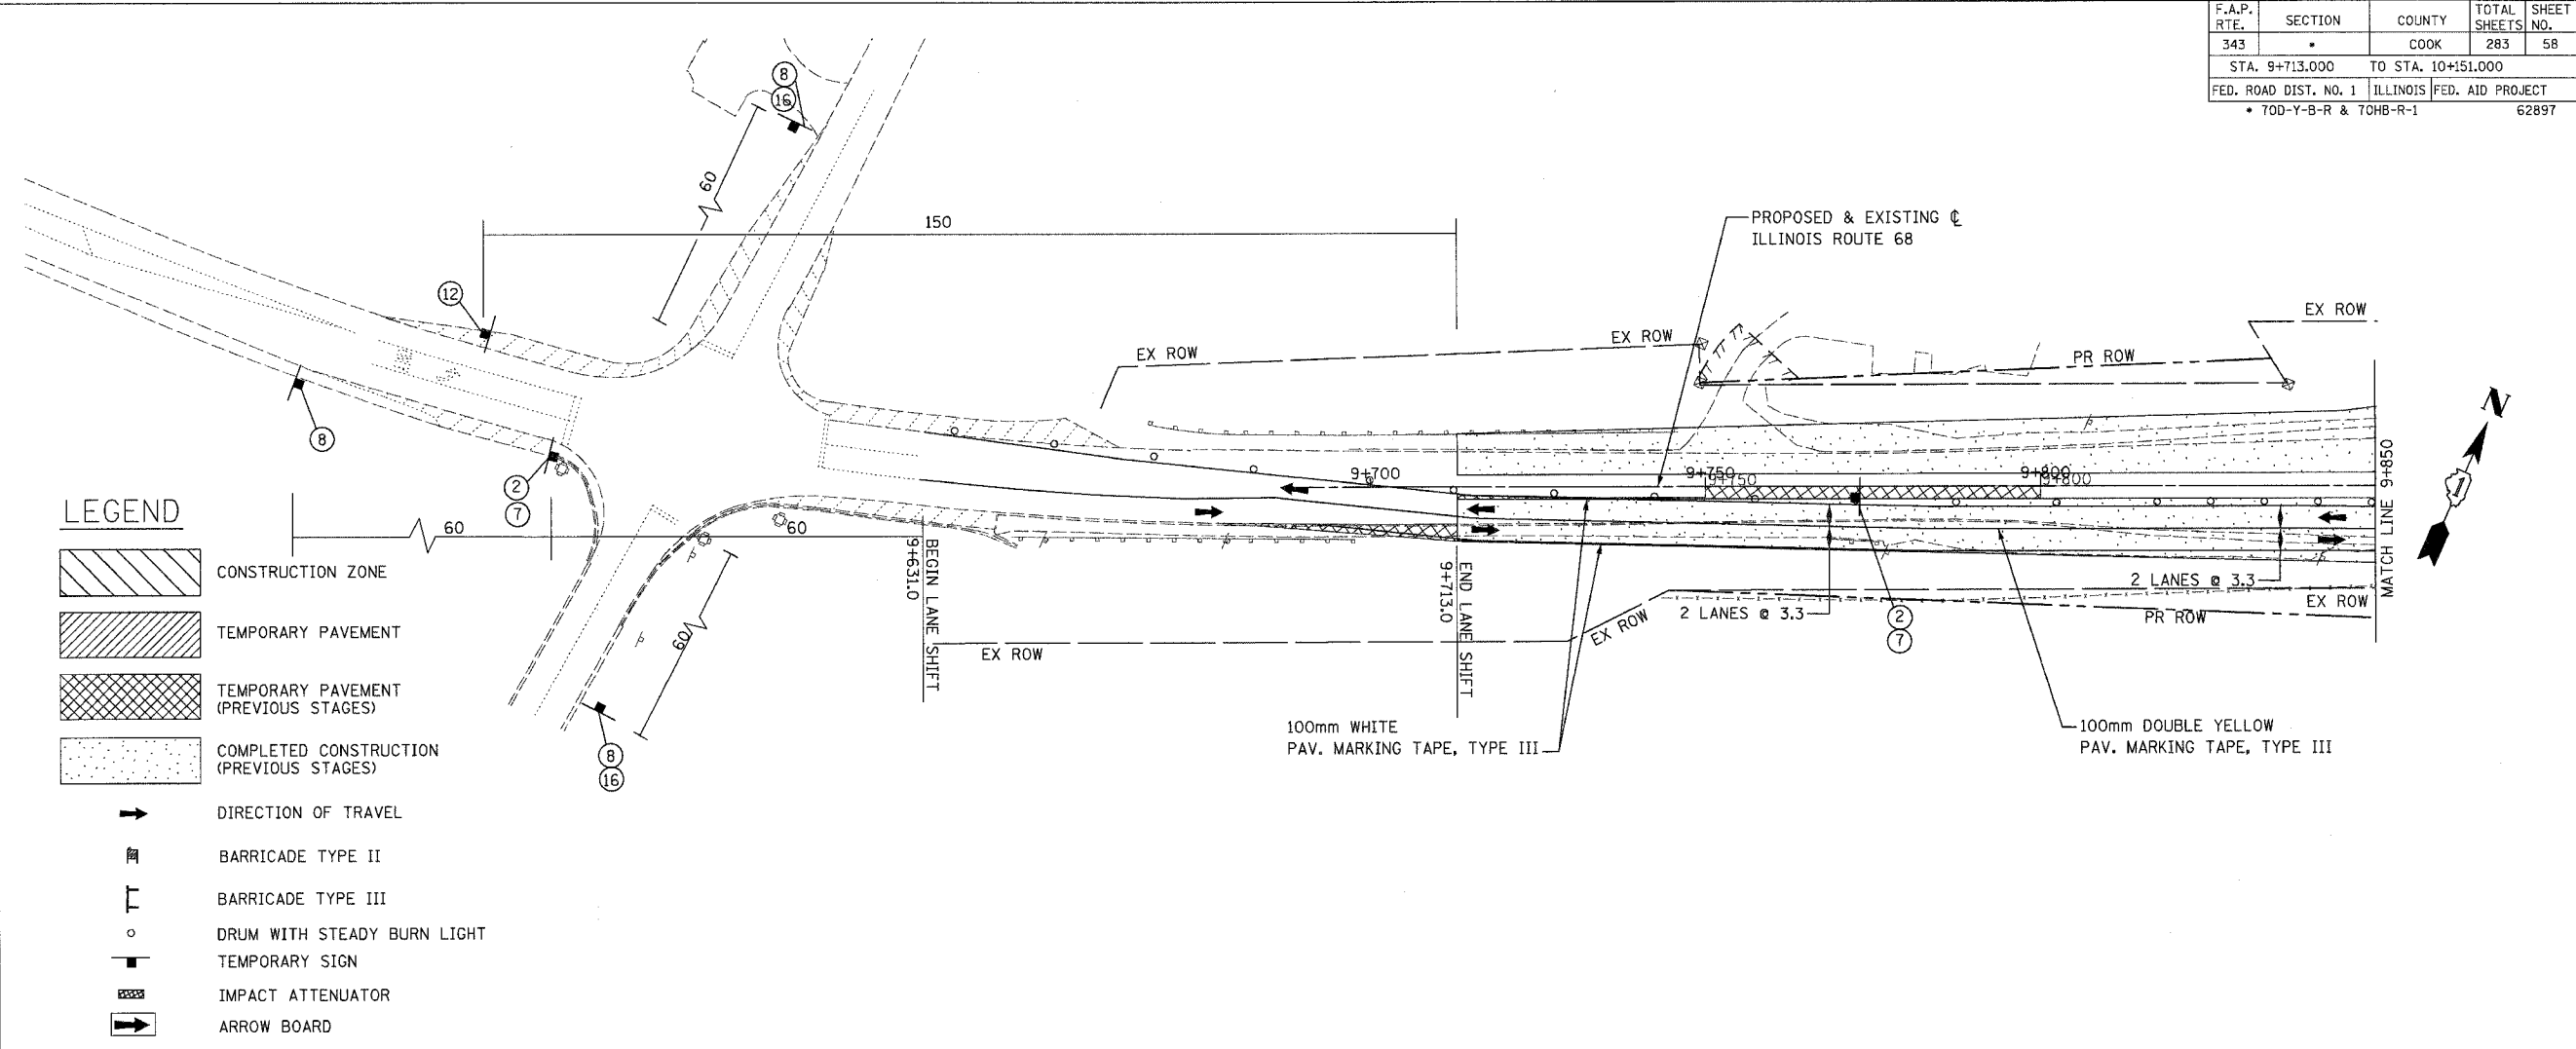 F.A.P. RTE. SECTION COUNTY TOTAL SHEETS SHEET NO.
343 * COOK 283 58
STA. 9+713.000 TO STA. 10+151.000
FED. ROAD DIST. NO. 1 ILLINOIS FED. AID PROJECT
* 70D-Y-B-R & 70HB-R-1 62897
8
16
60
150
PROPOSED & EXISTING ℄
ILLINOIS ROUTE 68
12
EX ROW
EX ROW
EX ROW
PR ROW
8
2
7
9+700
9+750
9+750
9+800
9+800
MATCH LINE 9+850
N
1
60
60
BEGIN LANE SHIFT
9+631.0
END LANE SHIFT
9+713.0
60
EX ROW
EX ROW
2 LANES @ 3.3
2 LANES @ 3.3
2
7
EX ROW
PR ROW
8
16
100mm WHITE
PAV. MARKING TAPE, TYPE III
100mm DOUBLE YELLOW
PAV. MARKING TAPE, TYPE III
LEGEND
CONSTRUCTION ZONE
TEMPORARY PAVEMENT
TEMPORARY PAVEMENT
(PREVIOUS STAGES)
COMPLETED CONSTRUCTION
(PREVIOUS STAGES)
DIRECTION OF TRAVEL
BARRICADE TYPE II
BARRICADE TYPE III
DRUM WITH STEADY BURN LIGHT
TEMPORARY SIGN
IMPACT ATTENUATOR
ARROW BOARD